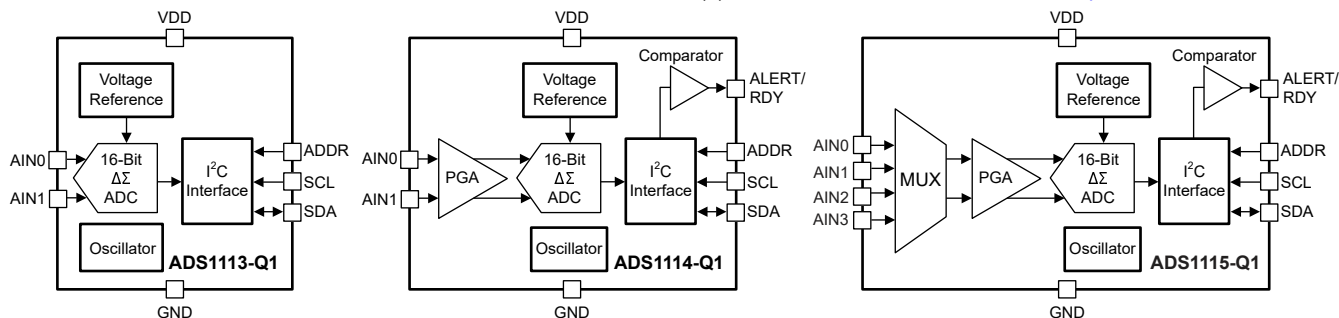 VDD
Voltage
Reference
AIN0
AIN1
16-Bit
ΔΣ
ADC
I²C
Interface
ADDR
SCL
SDA
Oscillator
ADS1113-Q1
GND
VDD
Comparator
ALERT/
RDY
Voltage
Reference
AIN0
AIN1
PGA
16-Bit
ΔΣ
ADC
I²C
Interface
ADDR
SCL
SDA
Oscillator
ADS1114-Q1
GND
VDD
Comparator
ALERT/
RDY
Voltage
Reference
AIN0
AIN1
AIN2
AIN3
MUX
PGA
16-Bit
ΔΣ
ADC
I²C
Interface
ADDR
SCL
SDA
Oscillator
ADS1115-Q1
GND